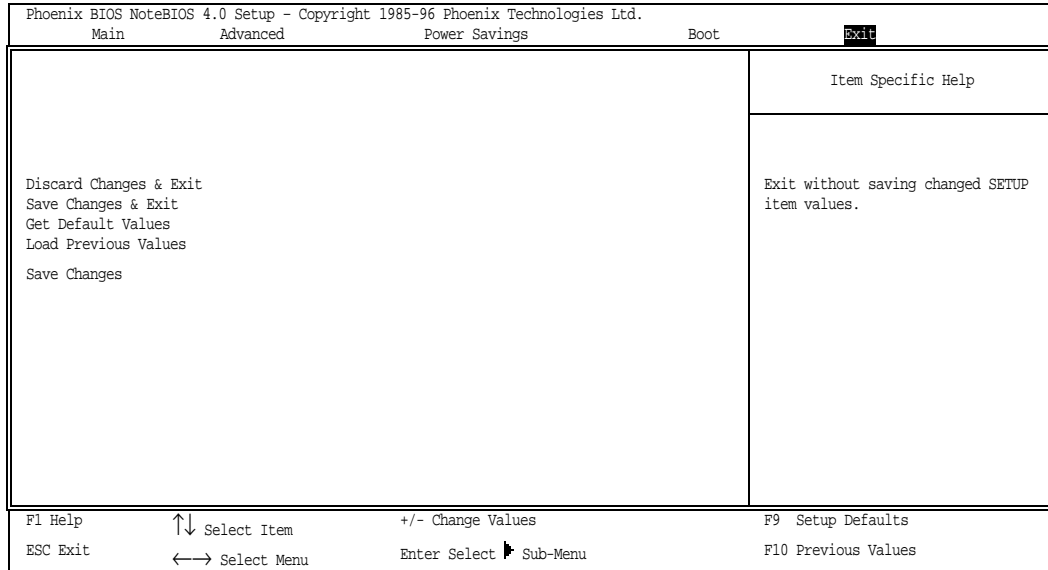 Phoenix BIOS NoteBIOS 4.0 Setup - Copyright 1985-96 Phoenix Technologies Ltd.
Main Advanced Power Savings Boot Exit
Item Specific Help
Discard Changes & Exit
Save Changes & Exit
Get Default Values
Load Previous Values
Save Changes
Exit without saving changed SETUP
item values.
F1 Help ↑↓ Select Item +/- Change Values F9 Setup Defaults
ESC Exit ←→ Select Menu Enter Select ▶ Sub-Menu F10 Previous Values